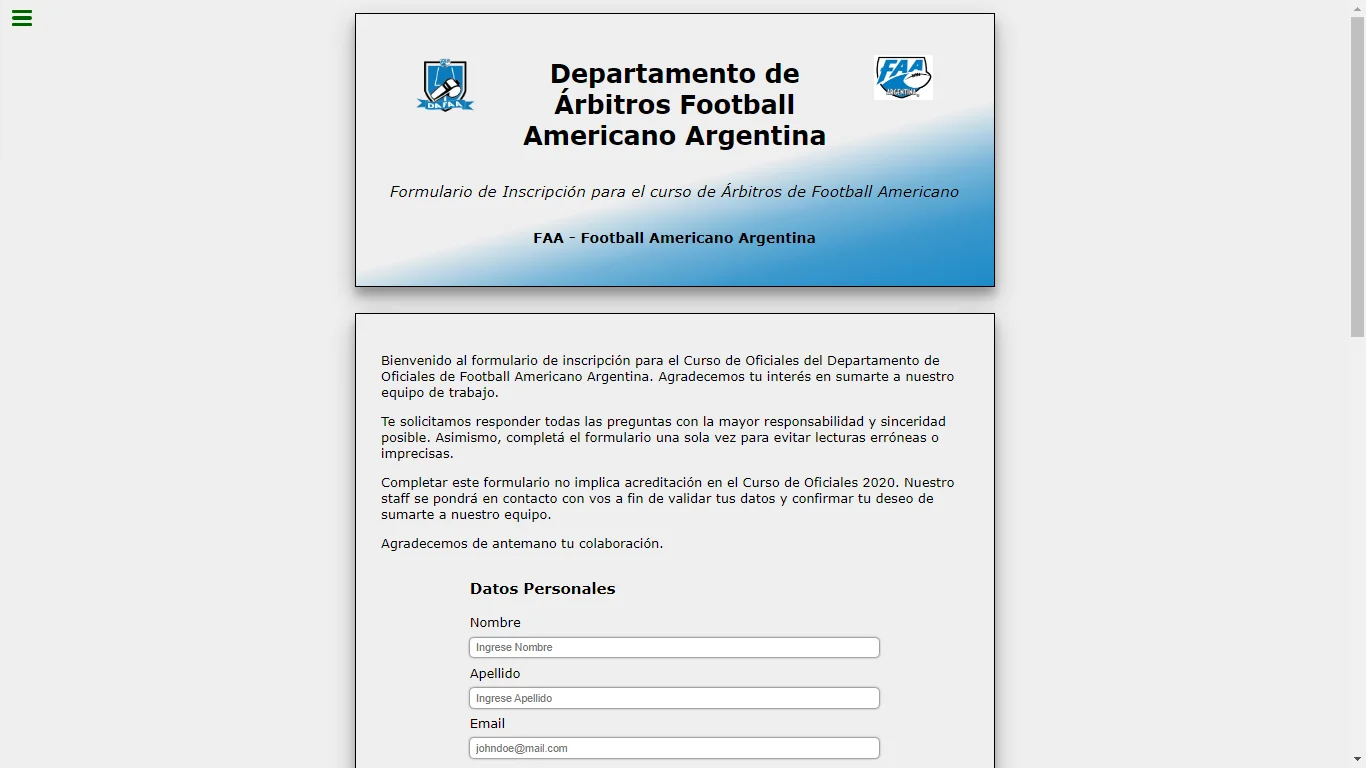 Departamento de
Árbitros Football
Americano Argentina
DAFAA
FAA
ARGENTINA
Formulario de Inscripción para el curso de Árbitros de Football Americano
FAA - Football Americano Argentina
Bienvenido al formulario de inscripción para el Curso de Oficiales del Departamento de
Oficiales de Football Americano Argentina. Agradecemos tu interés en sumarte a nuestro
equipo de trabajo.
Te solicitamos responder todas las preguntas con la mayor responsabilidad y sinceridad
posible. Asimismo, completá el formulario una sola vez para evitar lecturas erróneas o
imprecisas.
Completar este formulario no implica acreditación en el Curso de Oficiales 2020. Nuestro
staff se pondrá en contacto con vos a fin de validar tus datos y confirmar tu deseo de
sumarte a nuestro equipo.
Agradecemos de antemano tu colaboración.
Datos Personales
Nombre
Ingrese Nombre
Apellido
Ingrese Apellido
Email
johndoe@mail.com